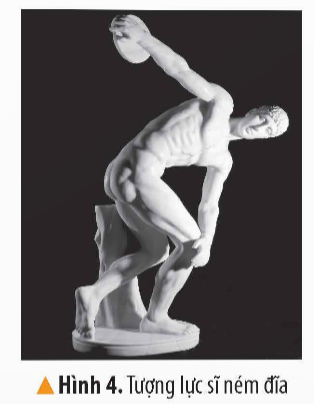 ▲ Hình 4. Tượng lực sĩ ném đĩa